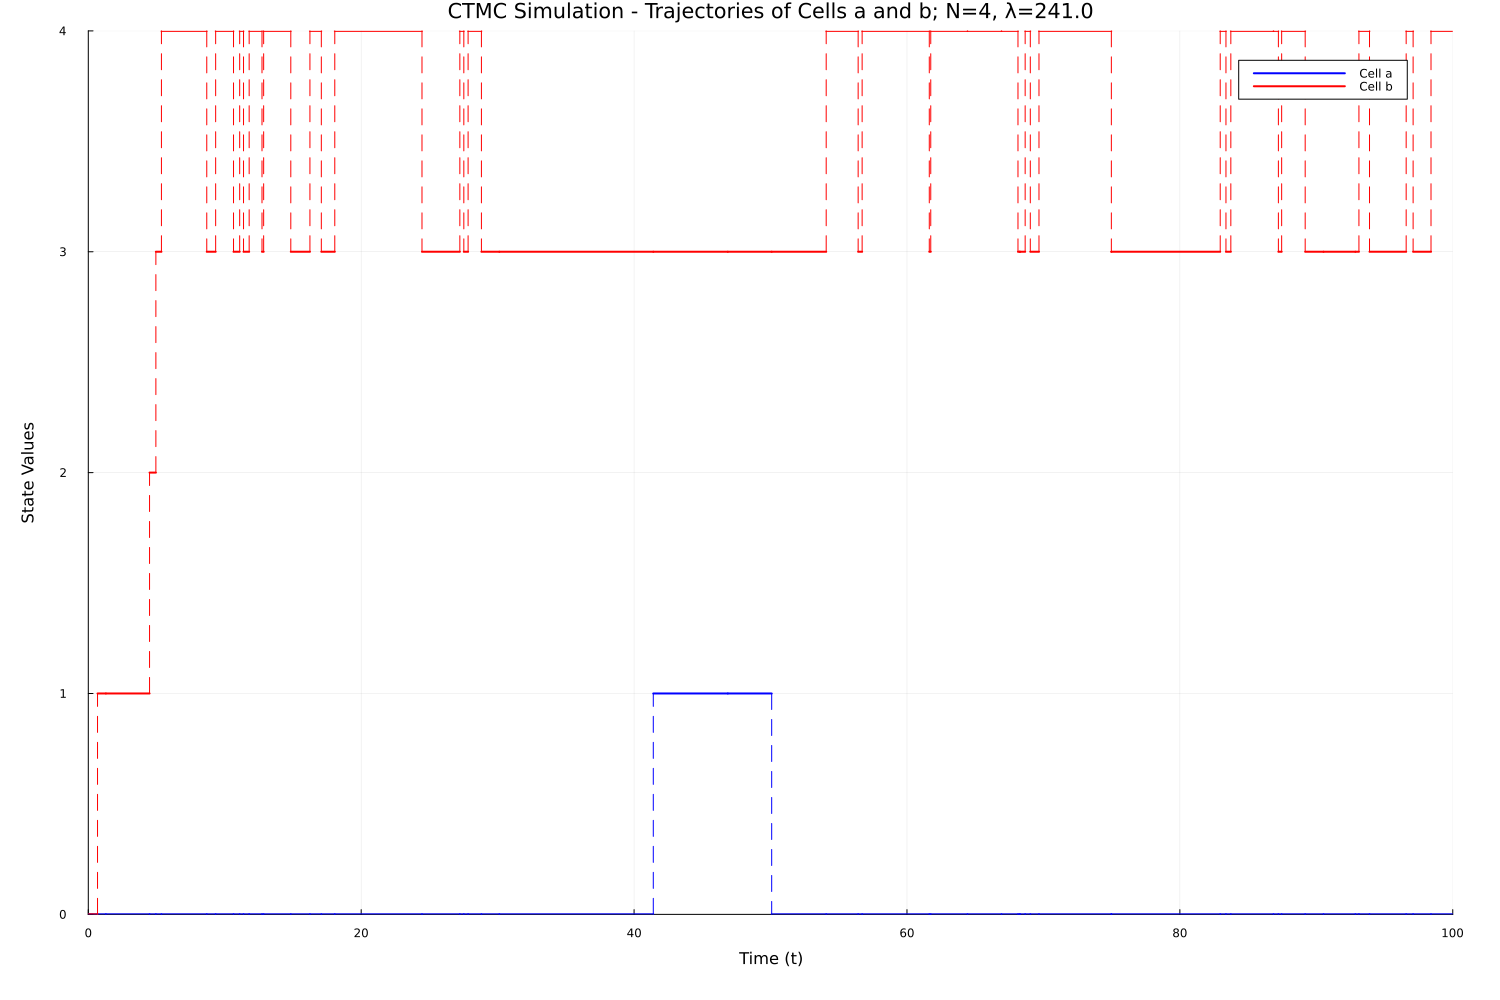 CTMC Simulation - Trajectories of Cells a and b; N=4, λ=241.0
4
Cell a
Cell b
3
State Values
2
1
0
0 20 40 60 80 100
Time (t)